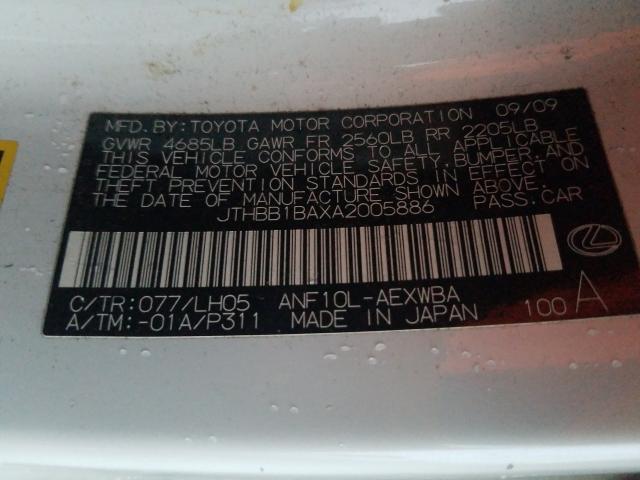 MFD.BY:TOYOTA MOTOR CORPORATION 09/09
GVWR 4685LB GAWR FR 2560LB RR 2205LB
THIS VEHICLE CONFORMS TO ALL APPLICABLE
FEDERAL MOTOR VEHICLE SAFETY,BUMPER,AND
THEFT PREVENTION STANDARDS IN EFFECT ON
THE DATE OF MANUFACTURE SHOWN ABOVE.
JTHBB1BAXA2005886 PASS.CAR
C/TR:077/LH05 ANF10L-AEXWBA
A/TM:-01A/P311 MADE IN JAPAN 100 A